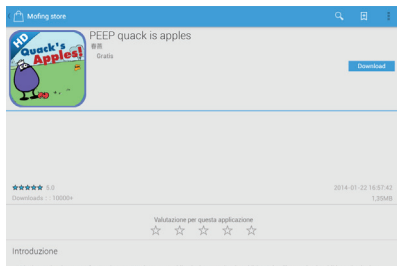 Mofing store
HD
Quack's
Apples!
PEEP quack is apples
Gratis
Download
5.0
2014-01-22 16:57:42
Downloads : 10000+
1,25MB
Valutazione per questa applicazione
Introduzione